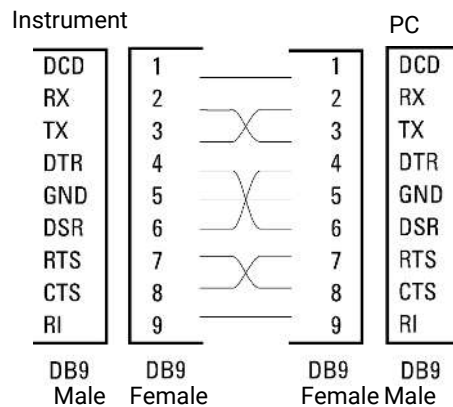 Instrument PC
DCD 1 1 DCD
RX 2 2 RX
TX 3 3 TX
DTR 4 4 DTR
GND 5 5 GND
DSR 6 6 DSR
RTS 7 7 RTS
CTS 8 8 CTS
RI 9 9 RI
DB9 DB9 DB9 DB9
Male Female Female Male